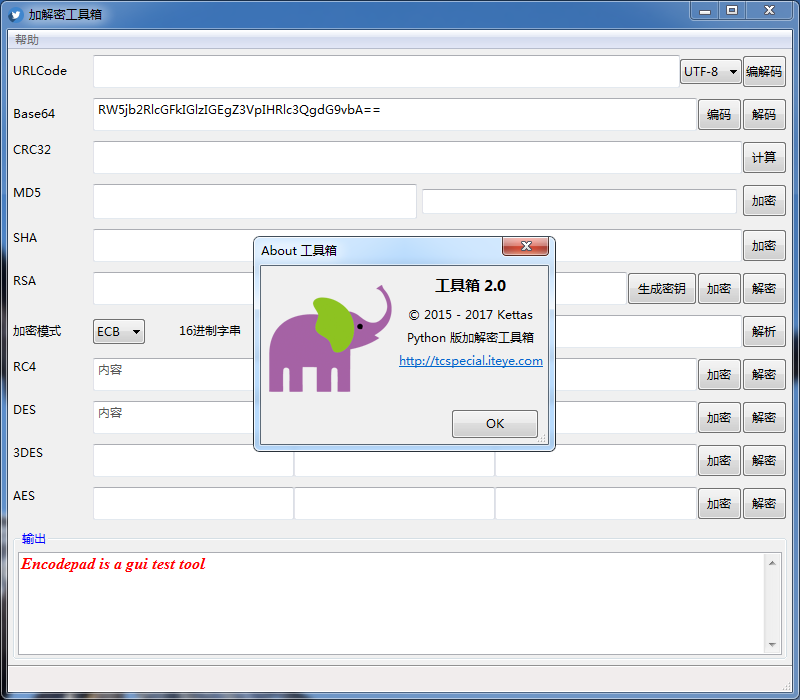 加解密工具箱
帮助
URLCode
UTF-8
编解码
Base64
RW5jb2RlcGFkIGlzIGEgZ3VpIHRlc3QgdG9vbA==
编码
解码
CRC32
计算
MD5
加密
SHA
加密
RSA
生成密钥
加密
解密
加密模式
ECB
16进制字串
解析
RC4
内容
加密
解密
DES
内容
加密
解密
3DES
加密
解密
AES
加密
解密
About 工具箱
工具箱 2.0
© 2015 - 2017 Kettas
Python 版加解密工具箱
http://tcspecial.iteye.com
OK
输出
Encodepad is a gui test tool